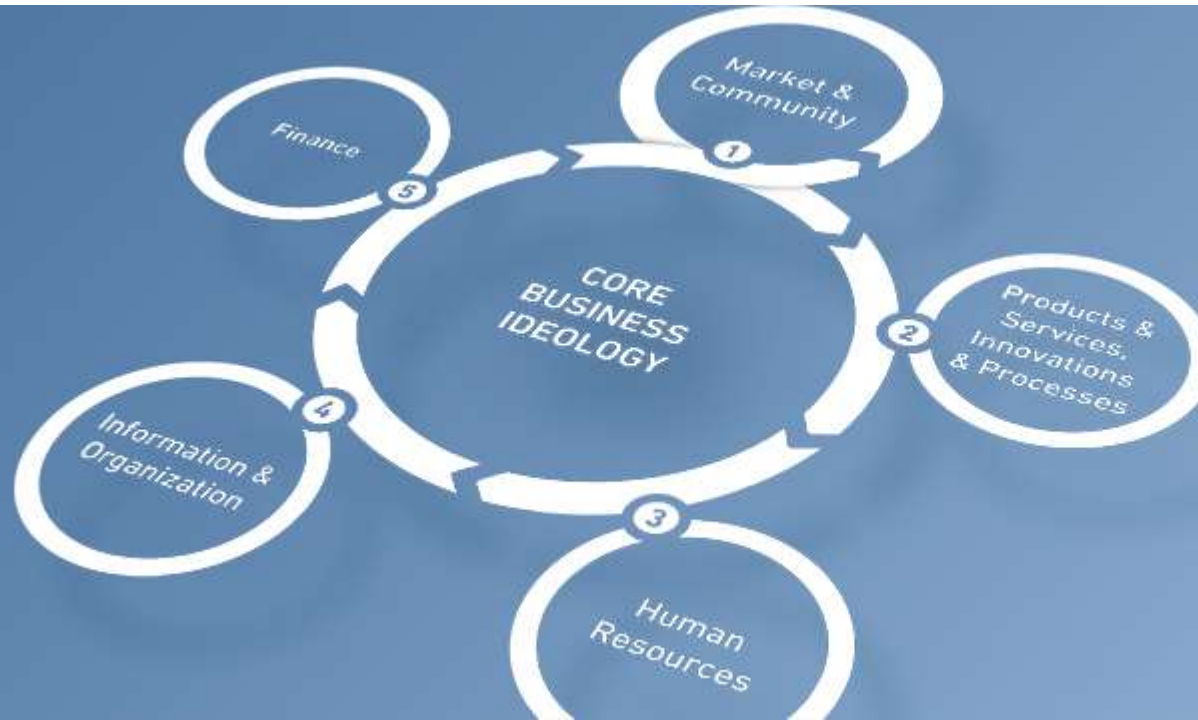 Market &
Community
1
Finance
5
CORE
BUSINESS
IDEOLOGY
2
Products &
Services,
Innovations
& Processes
4
Information &
Organization
3
Human
Resources